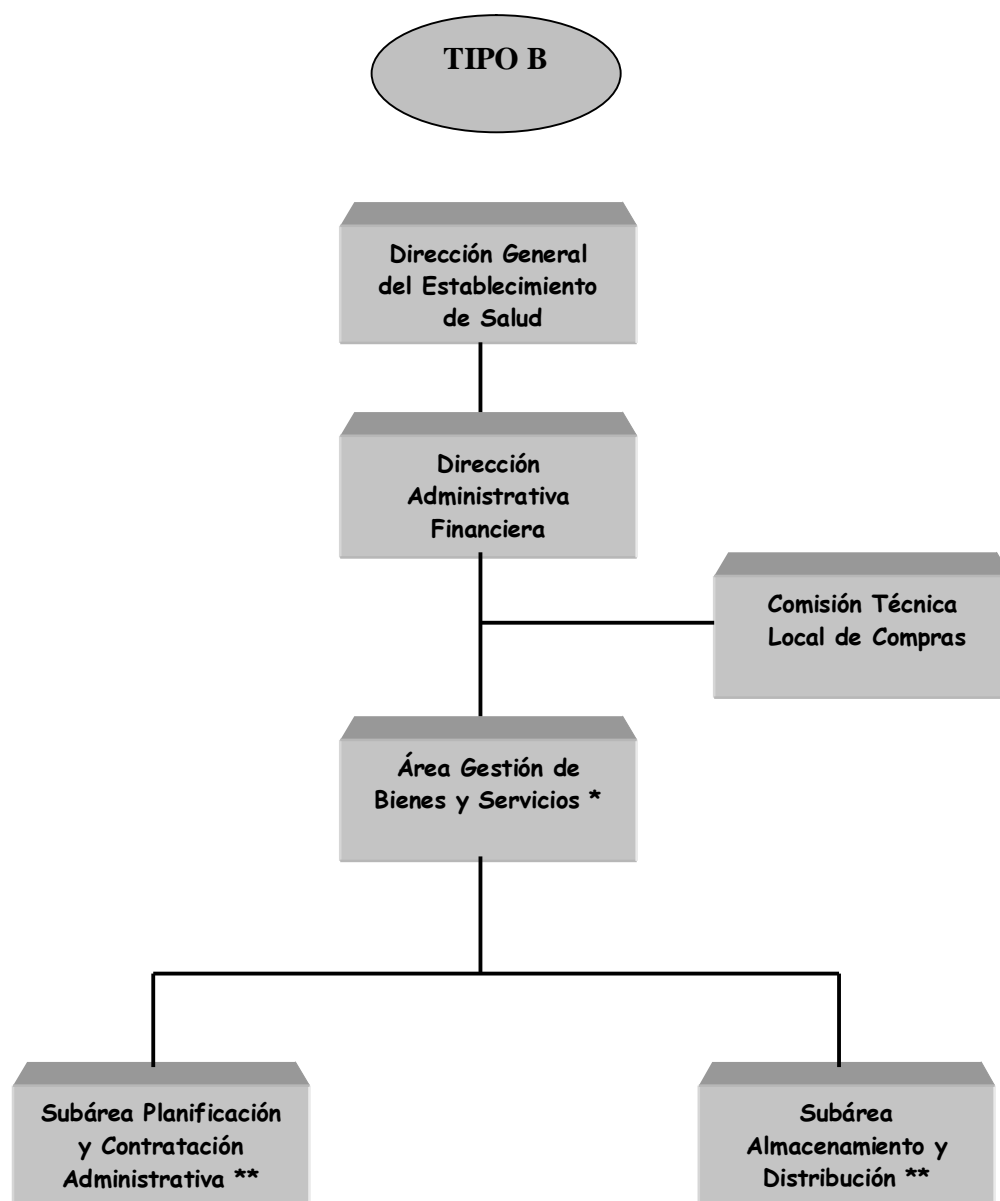 TIPO B
Dirección General
del Establecimiento
de Salud
Dirección
Administrativa
Financiera
Comisión Técnica
Local de Compras
Área Gestión de
Bienes y Servicios *
Subárea Planificación
y Contratación
Administrativa **
Subárea
Almacenamiento y
Distribución **